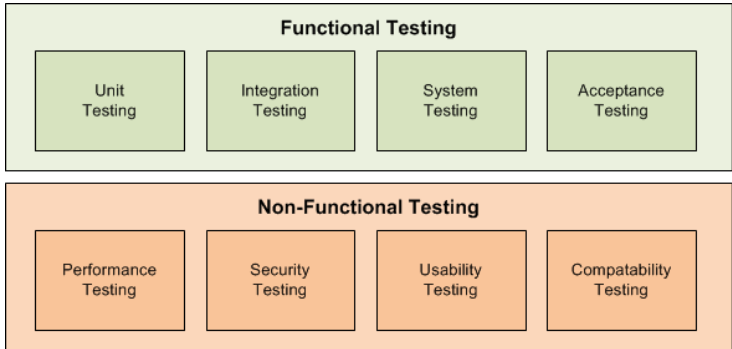 Functional Testing
Unit
Testing
Integration
Testing
System
Testing
Acceptance
Testing
Non-Functional Testing
Performance
Testing
Security
Testing
Usability
Testing
Compatability
Testing